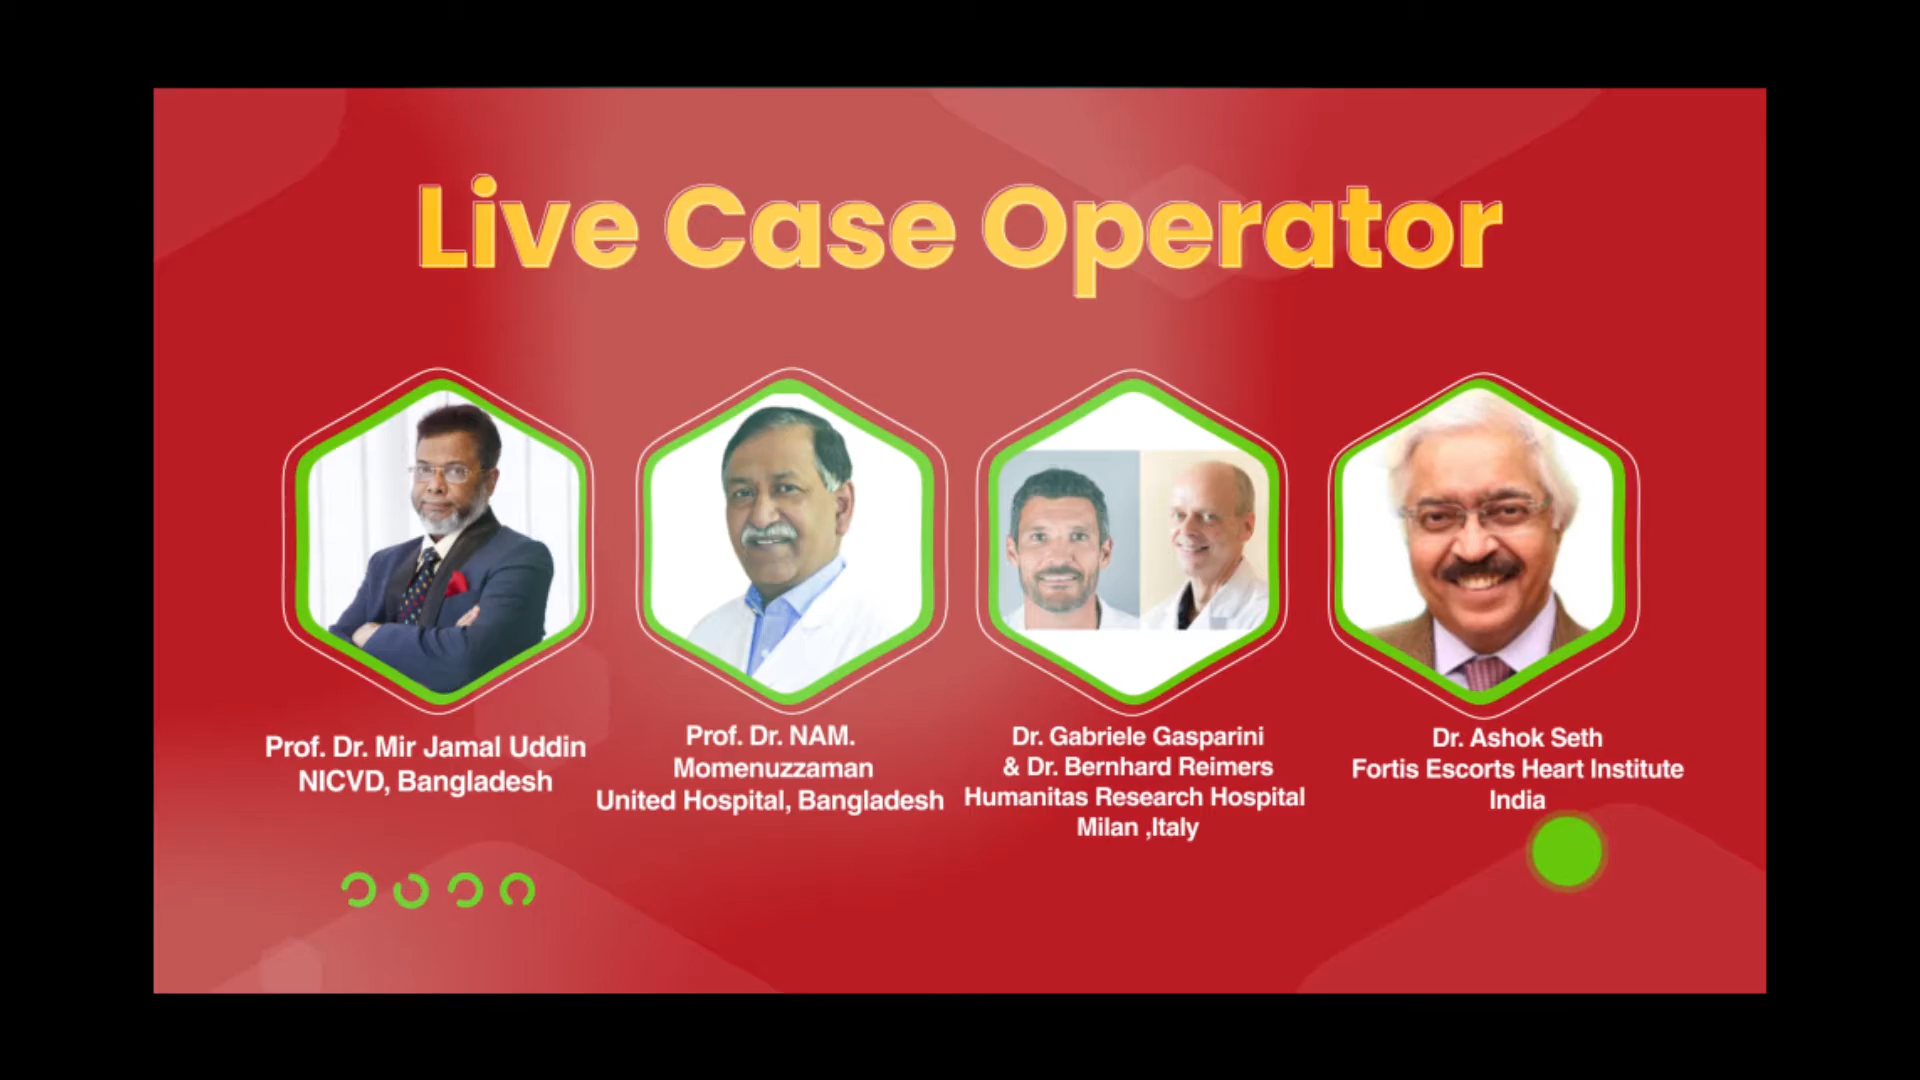 Live Case Operator
Prof. Dr. Mir Jamal Uddin
NICVD, Bangladesh
Prof. Dr. NAM.
Momenuzzaman
United Hospital, Bangladesh
Dr. Gabriele Gasparini
& Dr. Bernhard Reimers
Humanitas Research Hospital
Milan ,Italy
Dr. Ashok Seth
Fortis Escorts Heart Institute
India